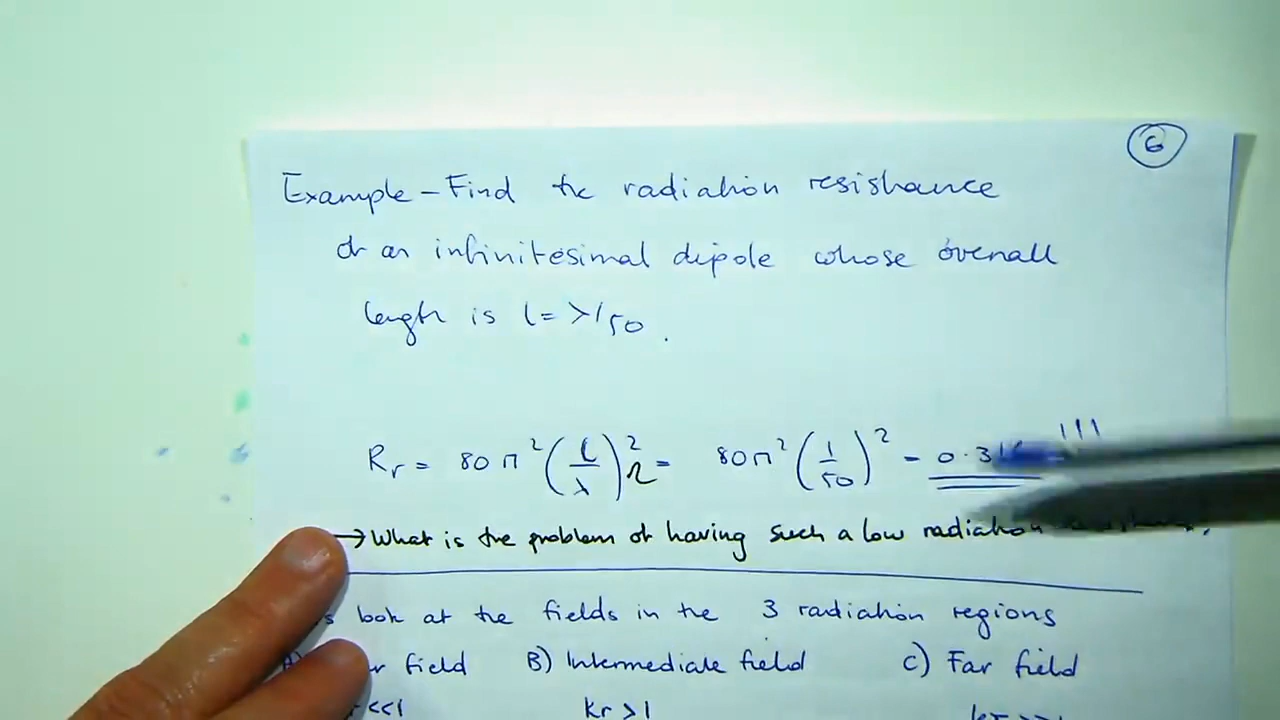 6
Example – Find the radiation resistance
of an infinitesimal dipole whose overall
length is l = λ/50.
Rr = 80π²(l/λ)²Ω = 80π²(1/50)² = 0.31 !!!
→ What is the problem of having such a low radiation
look at the fields in the 3 radiation regions
field B) Intermediate field C) Far field
<<1 kr >1